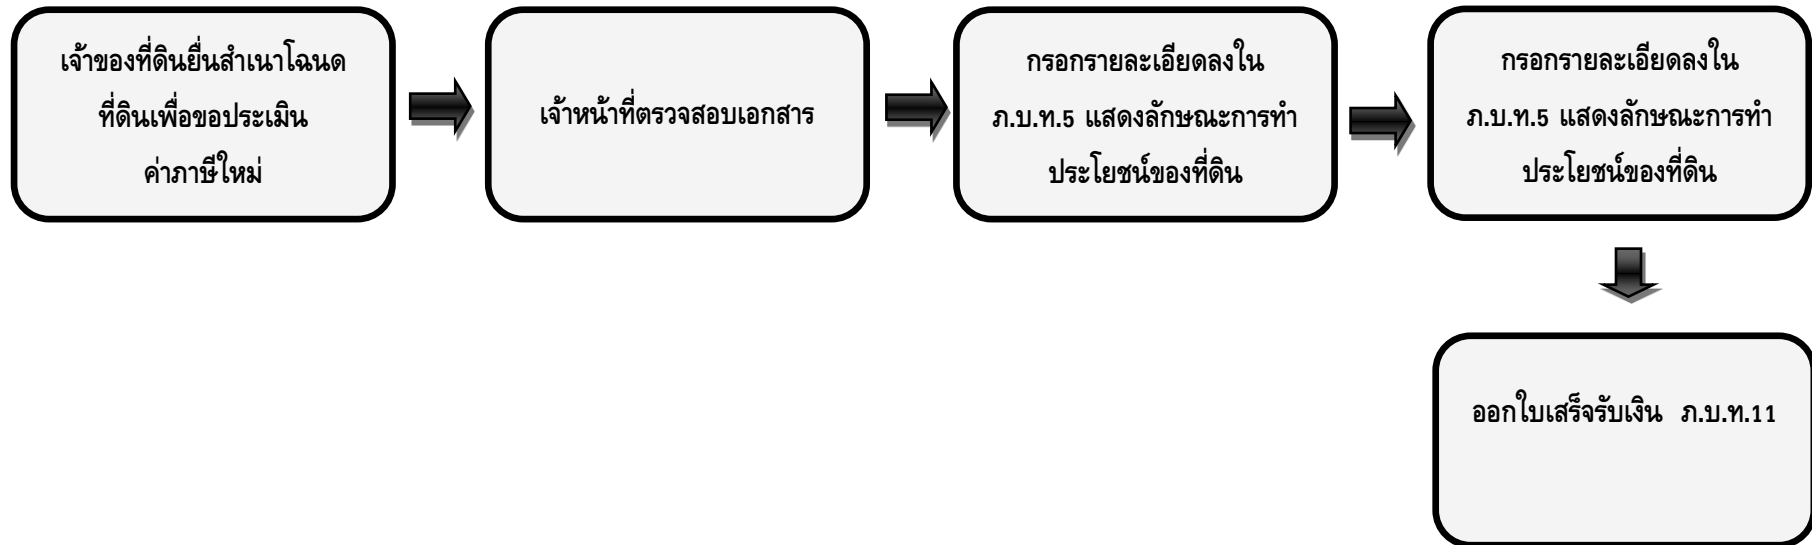 เจ้าของที่ดินยื่นสำเนาโฉนด
ที่ดินเพื่อขอประเมิน
ค่าภาษีใหม่
เจ้าหน้าที่ตรวจสอบเอกสาร
กรอกรายละเอียดลงใน
ภ.บ.ท.5 แสดงลักษณะการทำ
ประโยชน์ของที่ดิน
กรอกรายละเอียดลงใน
ภ.บ.ท.5 แสดงลักษณะการทำ
ประโยชน์ของที่ดิน
ออกใบเสร็จรับเงิน ภ.บ.ท.11